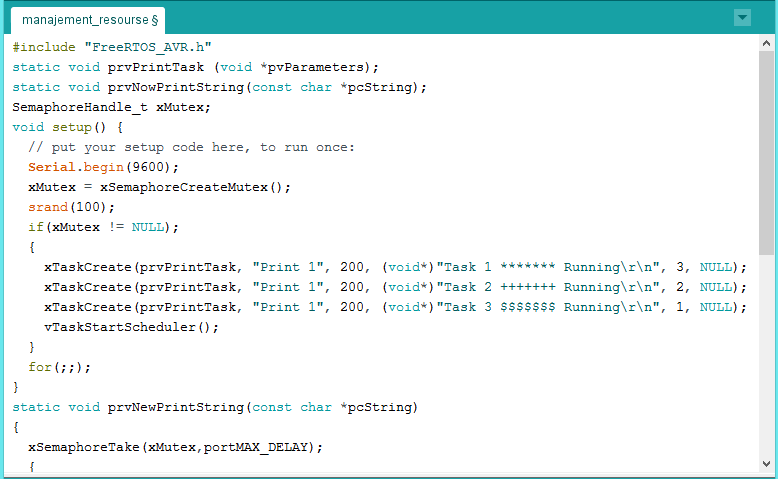 manajement_resourse §
#include "FreeRTOS_AVR.h"
static void prvPrintTask (void *pvParameters);
static void prvNowPrintString(const char *pcString);
SemaphoreHandle_t xMutex;
void setup() {
  // put your setup code here, to run once:
  Serial.begin(9600);
  xMutex = xSemaphoreCreateMutex();
  srand(100);
  if(xMutex != NULL);
  {
    xTaskCreate(prvPrintTask, "Print 1", 200, (void*)"Task 1 ******* Running\r\n", 3, NULL);
    xTaskCreate(prvPrintTask, "Print 1", 200, (void*)"Task 2 +++++++ Running\r\n", 2, NULL);
    xTaskCreate(prvPrintTask, "Print 1", 200, (void*)"Task 3 $$$$$$$ Running\r\n", 1, NULL);
    vTaskStartScheduler();
  }
  for(;;);
}
static void prvNewPrintString(const char *pcString)
{
  xSemaphoreTake(xMutex,portMAX_DELAY);
  {